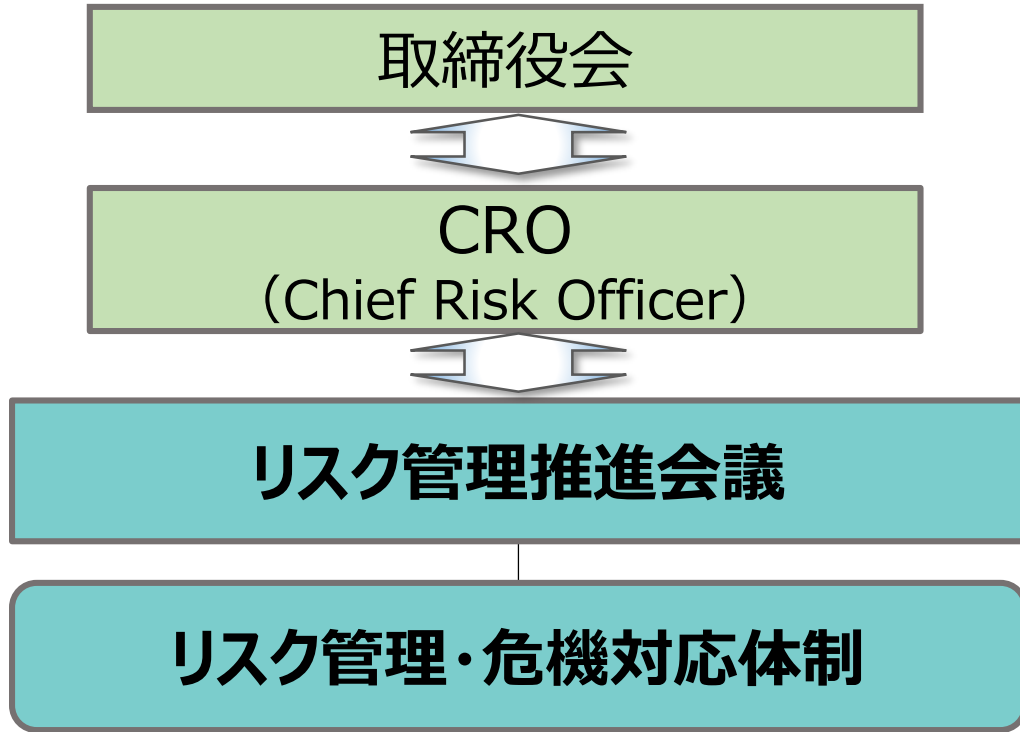 取締役会
CRO
（Chief Risk Officer）
リスク管理推進会議
リスク管理・危機対応体制